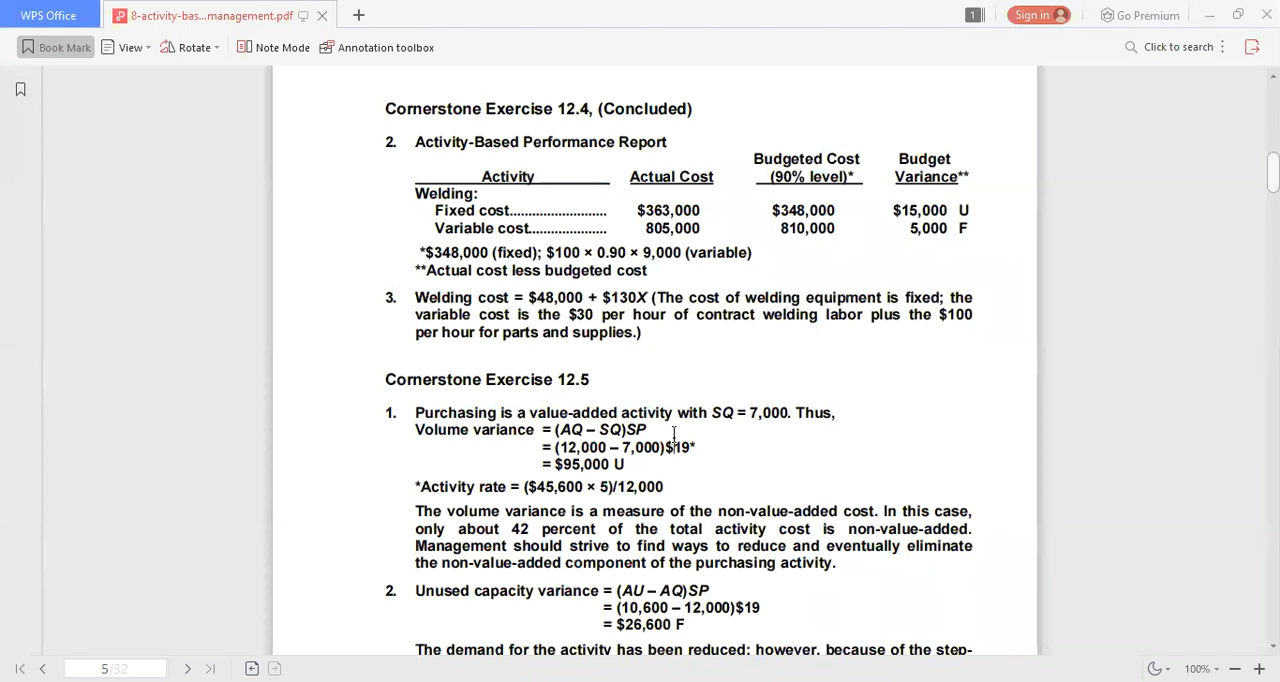 WPS Office
8-activity-bas...management.pdf
1
Sign in
Go Premium
Book Mark
View
Rotate
Note Mode
Annotation toolbox
Click to search
Cornerstone Exercise 12.4, (Concluded)
2. Activity-Based Performance Report
Budgeted Cost Budget
Activity Actual Cost (90% level)* Variance**
Welding:
Fixed cost.......................... $363,000 $348,000 $15,000 U
Variable cost..................... 805,000 810,000 5,000 F
*$348,000 (fixed); $100 × 0.90 × 9,000 (variable)
**Actual cost less budgeted cost
3. Welding cost = $48,000 + $130X (The cost of welding equipment is fixed; the
variable cost is the $30 per hour of contract welding labor plus the $100
per hour for parts and supplies.)
Cornerstone Exercise 12.5
1. Purchasing is a value-added activity with SQ = 7,000. Thus,
Volume variance = (AQ – SQ)SP
= (12,000 – 7,000)$19*
= $95,000 U
*Activity rate = ($45,600 × 5)/12,000
The volume variance is a measure of the non-value-added cost. In this case,
only about 42 percent of the total activity cost is non-value-added.
Management should strive to find ways to reduce and eventually eliminate
the non-value-added component of the purchasing activity.
2. Unused capacity variance = (AU – AQ)SP
= (10,600 – 12,000)$19
= $26,600 F
The demand for the activity has been reduced; however, because of the step-
5/32
100%